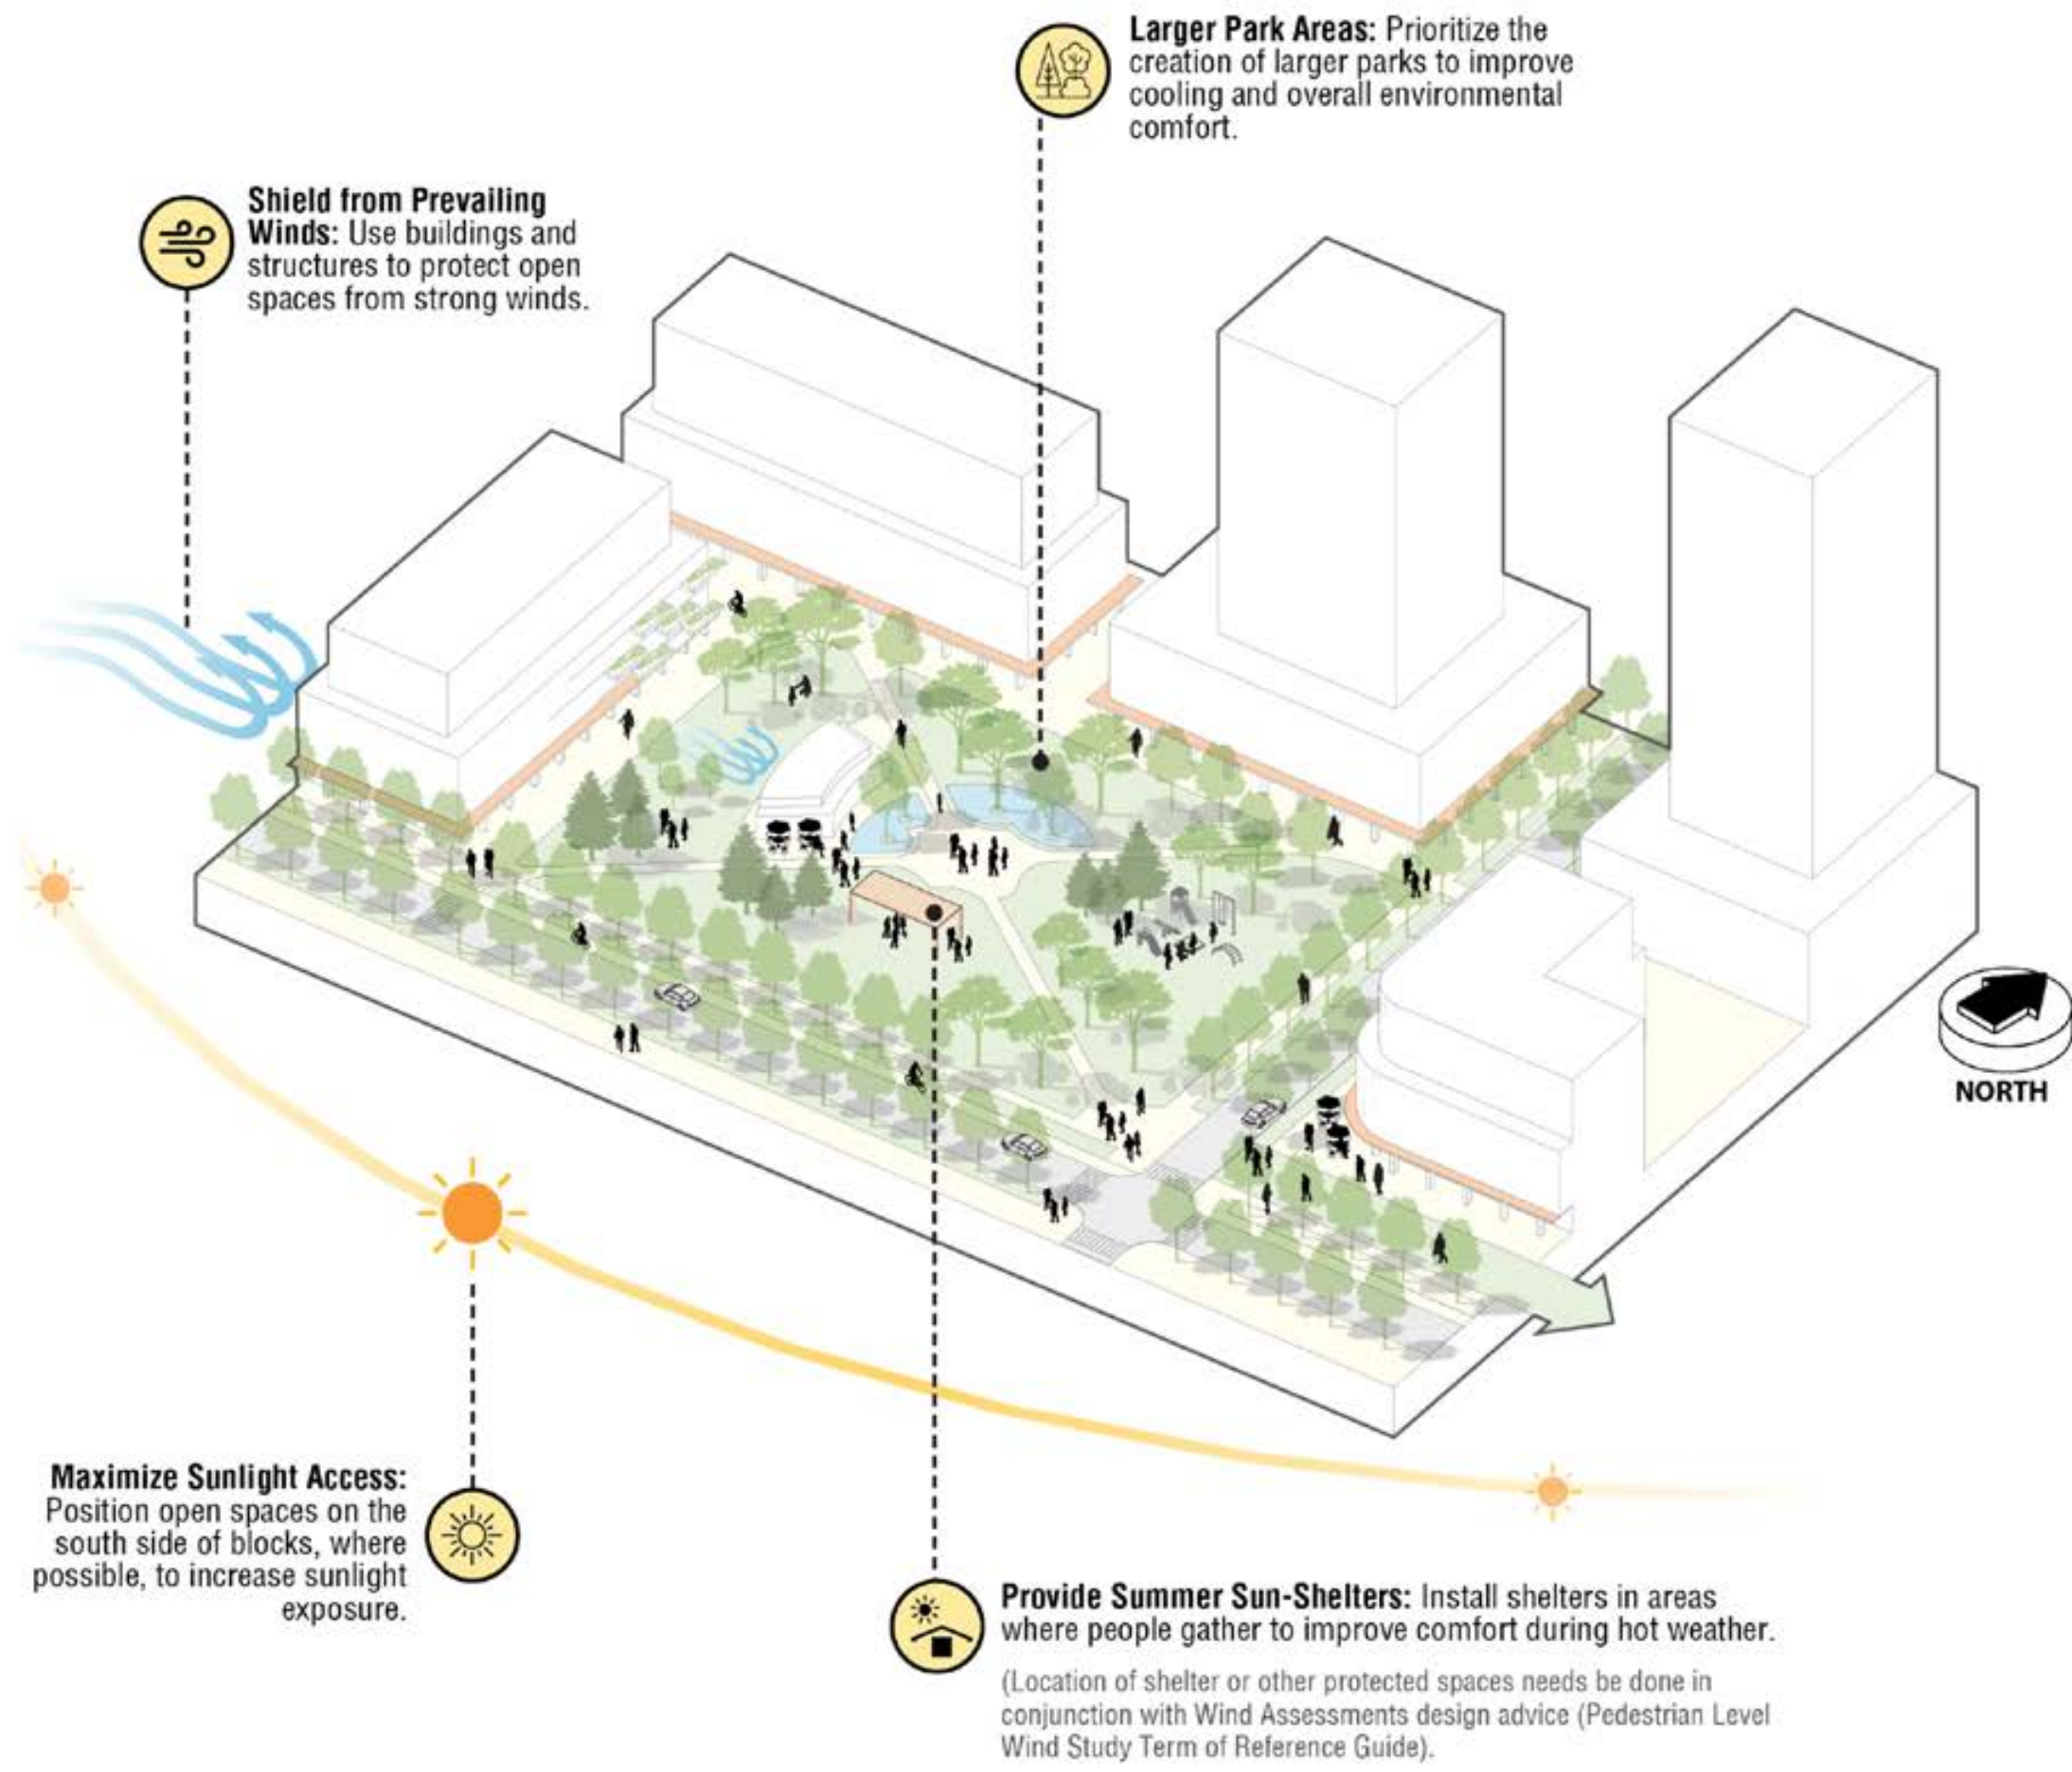 Larger Park Areas: Prioritize the
creation of larger parks to improve
cooling and overall environmental
comfort.
Shield from Prevailing
Winds: Use buildings and
structures to protect open
spaces from strong winds.
NORTH
Maximize Sunlight Access:
Position open spaces on the
south side of blocks, where
possible, to increase sunlight
exposure.
Provide Summer Sun-Shelters: Install shelters in areas
where people gather to improve comfort during hot weather.
(Location of shelter or other protected spaces needs be done in
conjunction with Wind Assessments design advice (Pedestrian Level
Wind Study Term of Reference Guide).